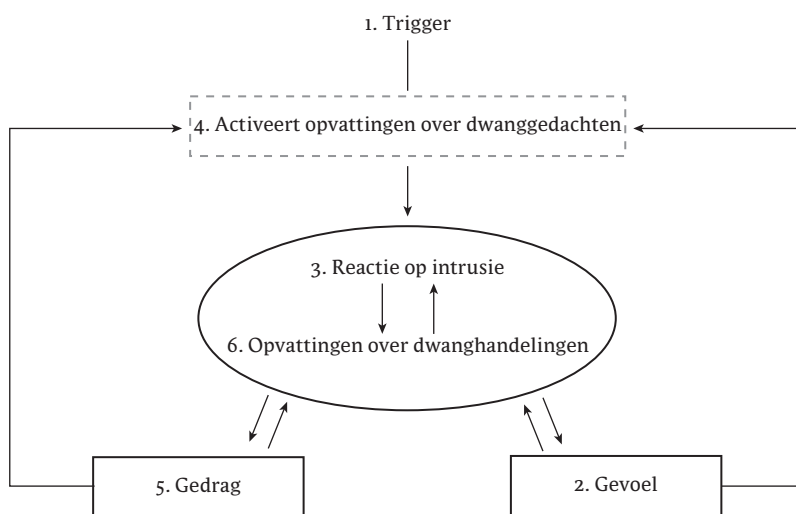 1. Trigger
4. Activeert opvattingen over dwanggedachten
3. Reactie op intrusie
6. Opvattingen over dwanghandelingen
5. Gedrag
2. Gevoel